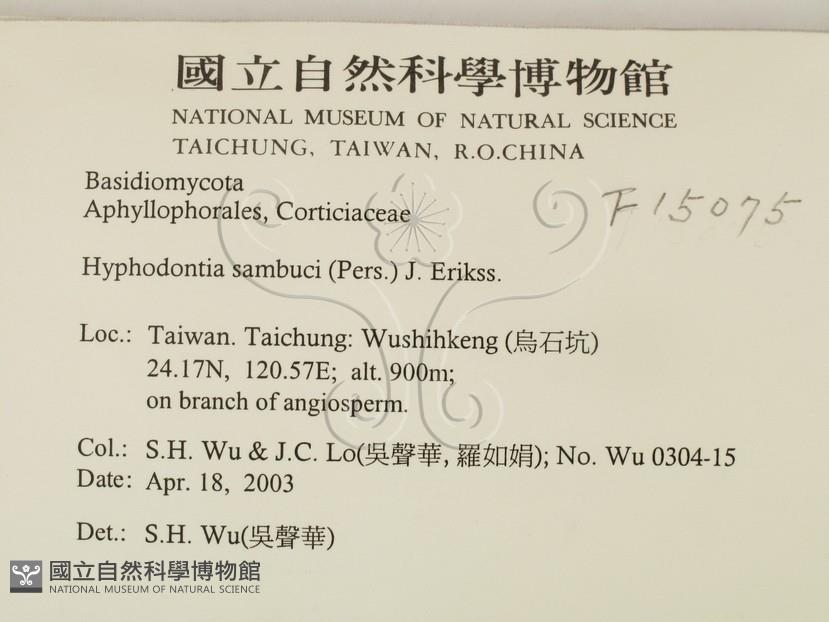 國立自然科學博物館
NATIONAL MUSEUM OF NATURAL SCIENCE
TAICHUNG, TAIWAN, R.O.CHINA
Basidiomycota
Aphyllophorales, Corticiaceae
F15075
Hyphodontia sambuci (Pers.) J. Erikss.
Loc.: Taiwan. Taichung: Wushihkeng (烏石坑)
24.17N, 120.57E; alt. 900m;
on branch of angiosperm.
Col.: S.H. Wu & J.C. Lo(吳聲華, 羅如娟); No. Wu 0304-15
Date: Apr. 18, 2003
Det.: S.H. Wu(吳聲華)
國立自然科學博物館
NATIONAL MUSEUM OF NATURAL SCIENCE